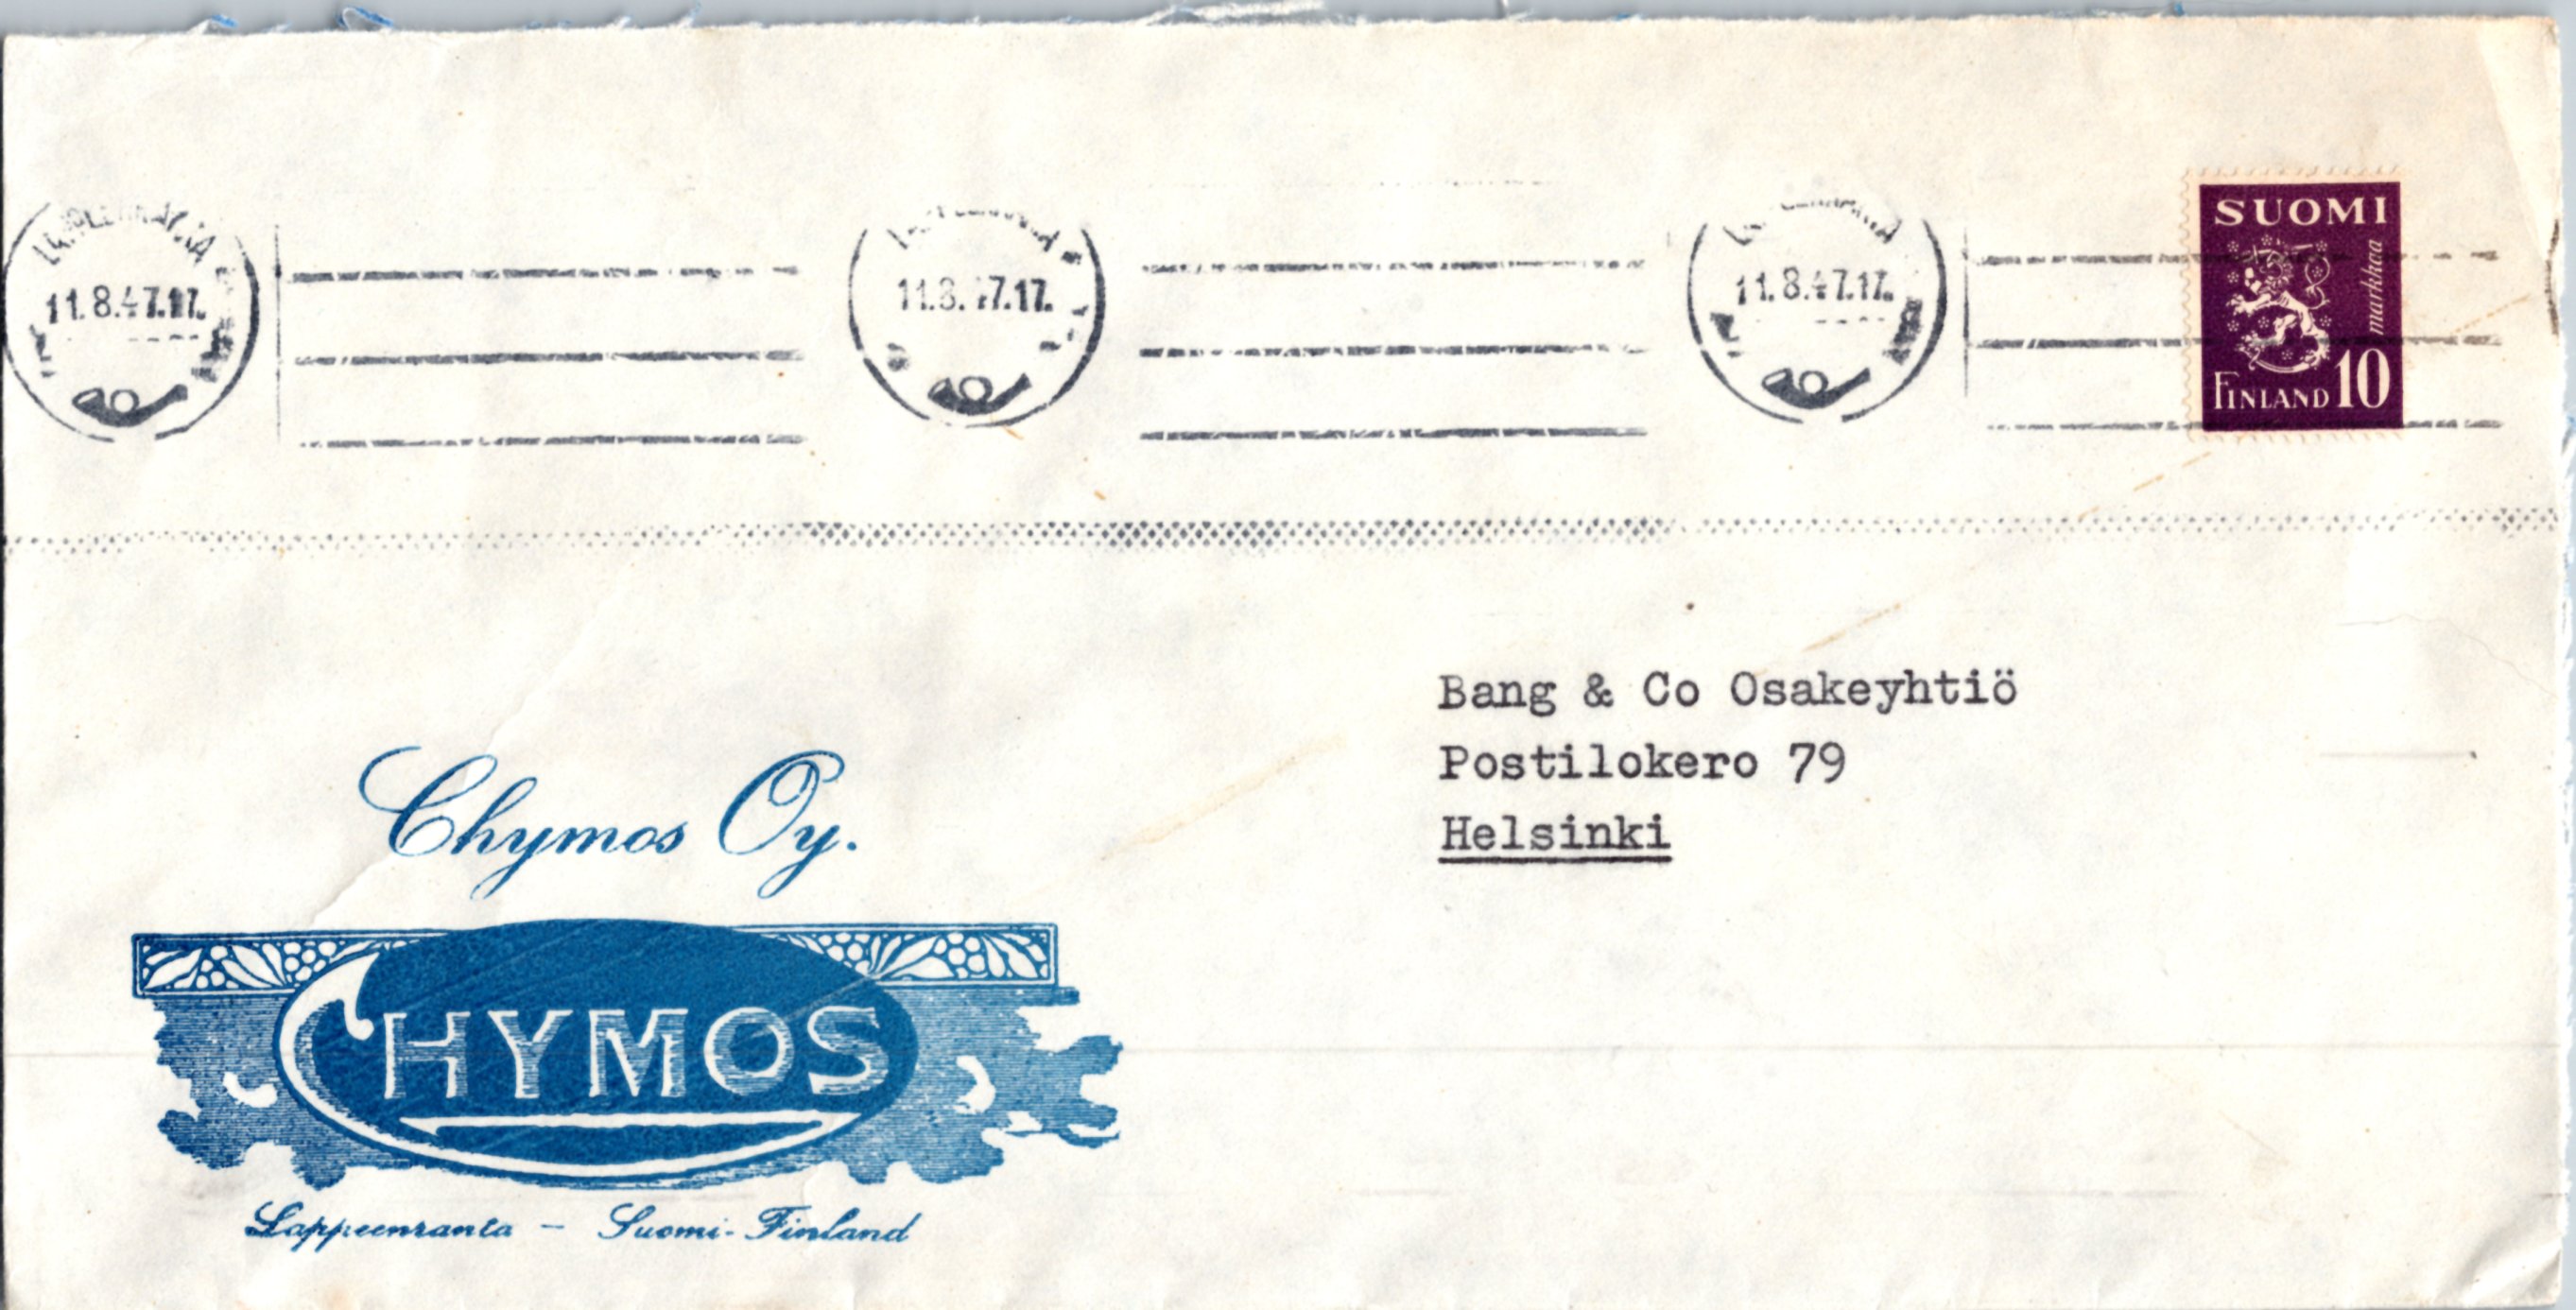 11.8.47.17.
11.8.47.17.
11.8.47.17.
SUOMI
markkaa
FINLAND 10
Bang & Co Osakeyhtiö
Postilokero 79
Helsinki
Chymos Oy.
CHYMOS
Lappeenranta – Suomi-Finland